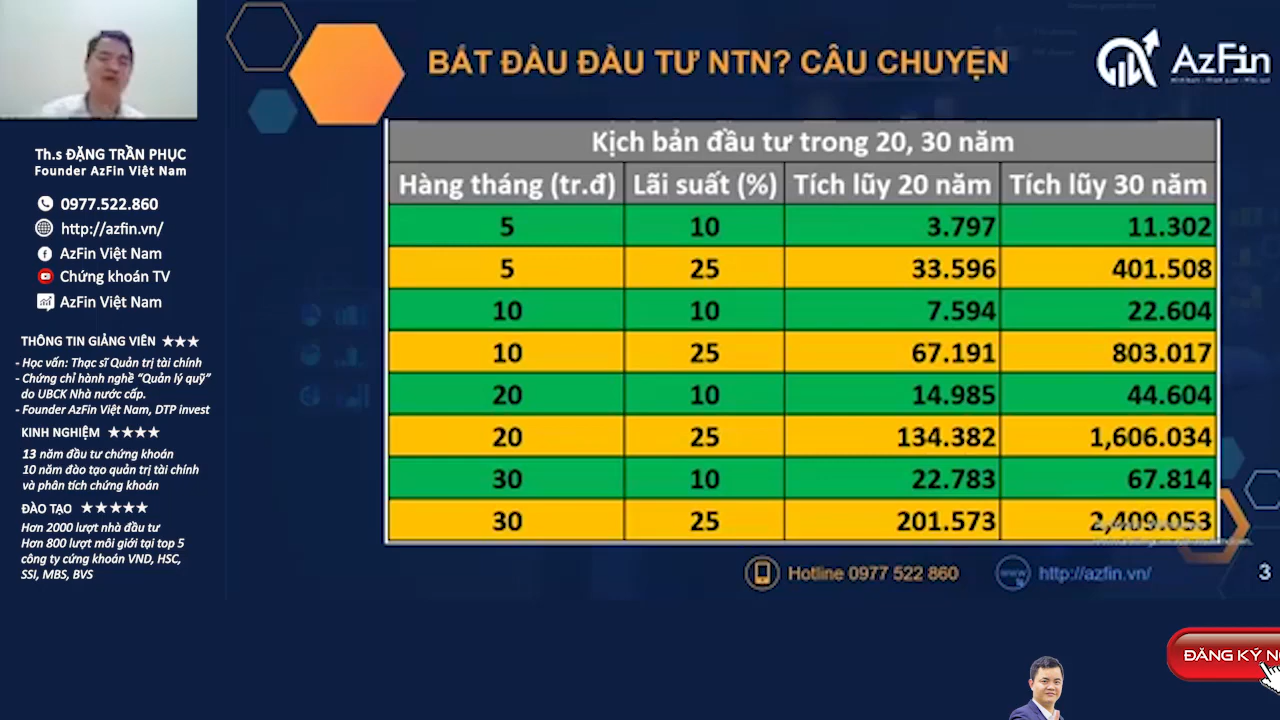 BẮT ĐẦU ĐẦU TƯ NTN? CÂU CHUYỆN
AzFin
Th.s ĐẶNG TRẦN PHỤC
Founder AzFin Việt Nam
0977.522.860
http://azfin.vn/
AzFin Việt Nam
Chứng khoán TV
AzFin Việt Nam
THÔNG TIN GIẢNG VIÊN ★★★
- Học vấn: Thạc sĩ Quản trị tài chính
- Chứng chỉ hành nghề “Quản lý quỹ”
do UBCK Nhà nước cấp.
- Founder AzFin Việt Nam, DTP invest
KINH NGHIỆM ★★★★
13 năm đầu tư chứng khoán
10 năm đào tạo quản trị tài chính
và phân tích chứng khoán
ĐÀO TẠO ★★★★★
Hơn 2000 lượt nhà đầu tư
Hơn 800 lượt môi giới tại top 5
công ty cứng khoán VND, HSC,
SSI, MBS, BVS
Kịch bản đầu tư trong 20, 30 năm
Hàng tháng (tr.đ) Lãi suất (%) Tích lũy 20 năm Tích lũy 30 năm
5 10 3.797 11.302
5 25 33.596 401.508
10 10 7.594 22.604
10 25 67.191 803.017
20 10 14.985 44.604
20 25 134.382 1,606.034
30 10 22.783 67.814
30 25 201.573 2,409.053
Hotline 0977 522 860 http://azfin.vn/ 3
ĐĂNG KÝ